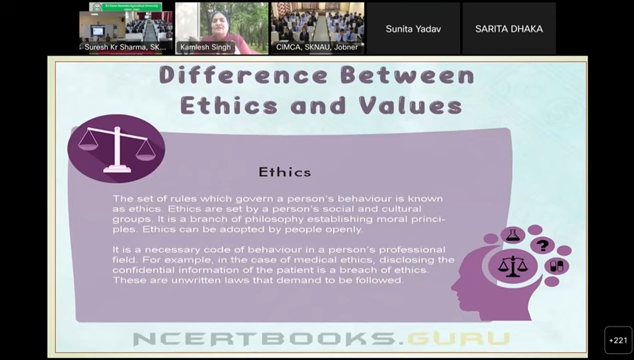 Suresh Kr Sharma, SK...
Kamlesh Singh
CIMCA, SKNAU, Jobner
Sunita Yadav
SARITA DHAKA
Difference Between
Ethics and Values
Ethics
The set of rules which govern a person's behaviour is known
as ethics. Ethics are set by a person's social and cultural
groups. It is a branch of philosophy establishing moral princi-
ples. Ethics can be adopted by people openly.
It is a necessary code of behaviour in a person's professional
field. For example, in the case of medical ethics, disclosing the
confidential information of the patient is a breach of ethics.
These are unwritten laws that demand to be followed.
?
NCERTBOOKS.GURU
+221